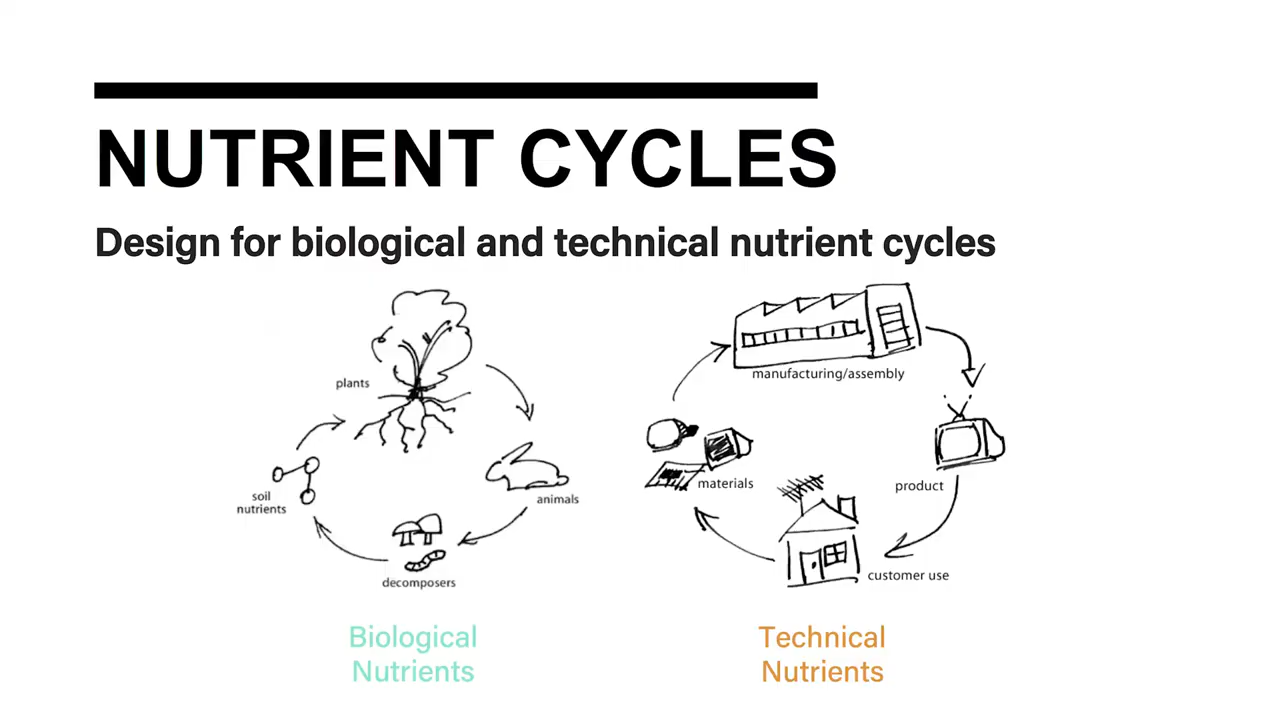 NUTRIENT CYCLES
Design for biological and technical nutrient cycles
plants
soil
nutrients
animals
decomposers
manufacturing/assembly
materials
product
customer use
Biological
Nutrients
Technical
Nutrients